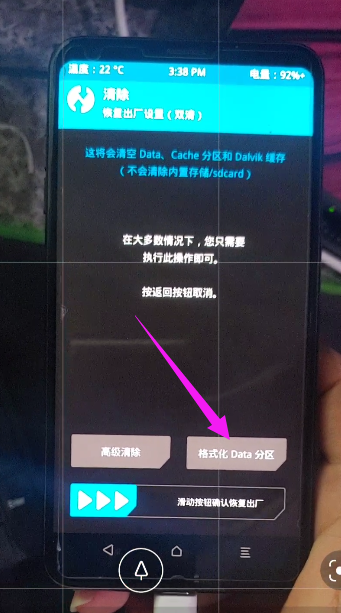 温度：22 °C 3:38 PM 电量：92%+
清除
恢复出厂设置（双清）
这将会清空 Data、Cache 分区和 Dalvik 缓存
（不会清除内置存储/sdcard）
在大多数情况下，您只需要
执行此操作即可。
按返回按钮取消。
高级清除 格式化 Data 分区
滑动按钮确认恢复出厂